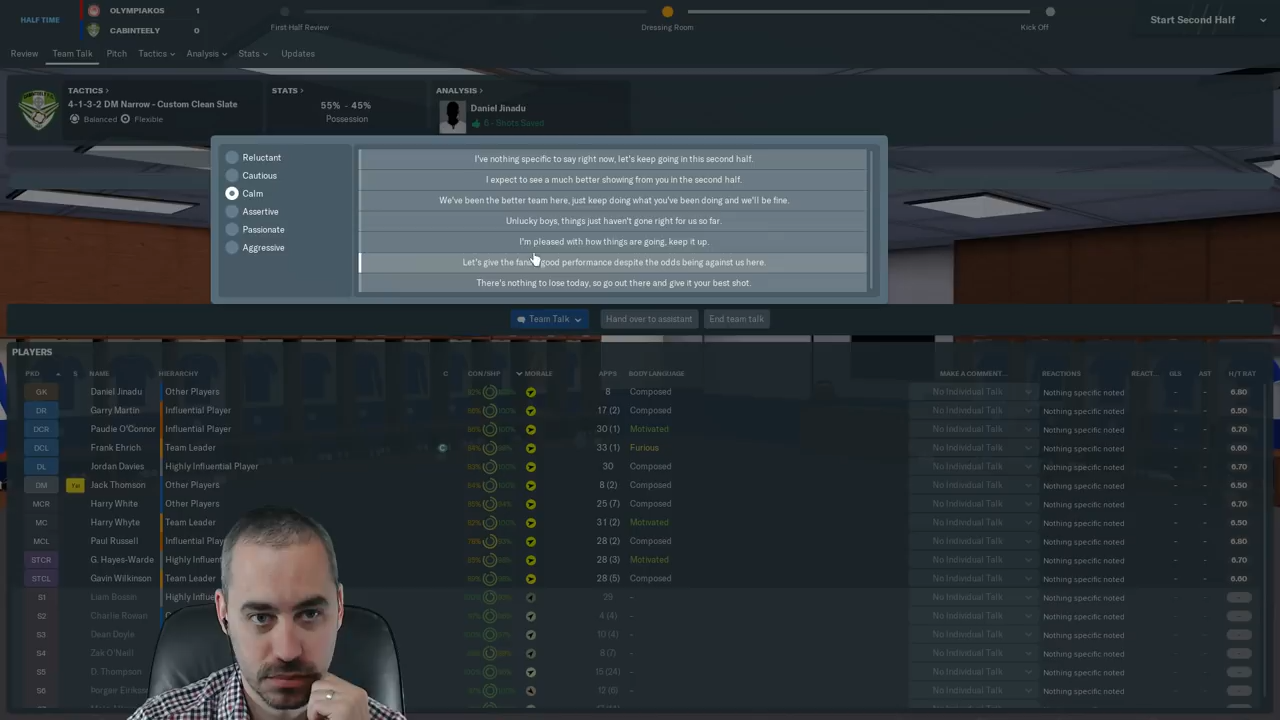 HALF TIME
OLYMPIAKOS 1
CABINTEELY 0
First Half Review
Dressing Room
Kick Off
Start Second Half
Review
Team Talk
Pitch
Tactics
Analysis
Stats
Updates
TACTICS
4-1-3-2 DM Narrow - Custom Clean Slate
Balanced Flexible
STATS
55% - 45%
Possession
ANALYSIS
Daniel Jinadu
6 - Shots Saved
Reluctant
Cautious
Calm
Assertive
Passionate
Aggressive
I've nothing specific to say right now, let's keep going in this second half.
I expect to see a much better showing from you in the second half.
We've been the better team here, just keep doing what you've been doing and we'll be fine.
Unlucky boys, things just haven't gone right for us so far.
I'm pleased with how things are going, keep it up.
Let's give the fans good performance despite the odds being against us here.
There's nothing to lose today, so go out there and give it your best shot.
Team Talk
Hand over to assistant
End team talk
PLAYERS
PKD S NAME HIERARCHY C CON/SHP MORALE APPS BODY LANGUAGE MAKE A COMMENT... REACTIONS REACT... GLS AST H/T RAT
GK Daniel Jinadu Other Players 8 Composed No Individual Talk Nothing specific noted - - 6.80
DR Garry Martin Influential Player 17 (2) Composed No Individual Talk Nothing specific noted - - 6.50
DCR Paudie O'Connor Influential Player 30 (1) Motivated No Individual Talk Nothing specific noted - - 6.70
DCL Frank Ehrich Team Leader 33 (1) Furious No Individual Talk Nothing specific noted - - 6.80
DL Jordan Davies Highly Influential Player 30 Composed No Individual Talk Nothing specific noted - - 6.70
DM Jack Thomson Other Players 8 (2) Composed No Individual Talk Nothing specific noted - - 6.50
MCR Harry White Other Players 25 (7) Composed No Individual Talk Nothing specific noted - - 6.70
MC Harry Whyte Team Leader 31 (2) Motivated No Individual Talk Nothing specific noted - - 6.50
MCL Paul Russell Influential Player 28 (2) Composed No Individual Talk Nothing specific noted - - 6.80
STCR G. Hayes-Warde Highly Influenti 28 (3) Motivated No Individual Talk Nothing specific noted - - 6.70
STCL Gavin Wilkinson Team Leader 28 (5) Composed No Individual Talk Nothing specific noted - - 6.60
S1 Liam Bossin Highly Influe 29 - No Individual Talk Nothing specific noted - - -
S2 Charlie Rowan 4 (4) - No Individual Talk Nothing specific noted - - -
S3 Dean Doyle 10 (4) - No Individual Talk Nothing specific noted - - -
S4 Zak O'Neill 8 (7) - No Individual Talk Nothing specific noted - - -
S5 D. Thompson 15 (24) - No Individual Talk Nothing specific noted - - -
S6 Þorgeir Eiríkss 12 (6) - No Individual Talk Nothing specific noted - - -